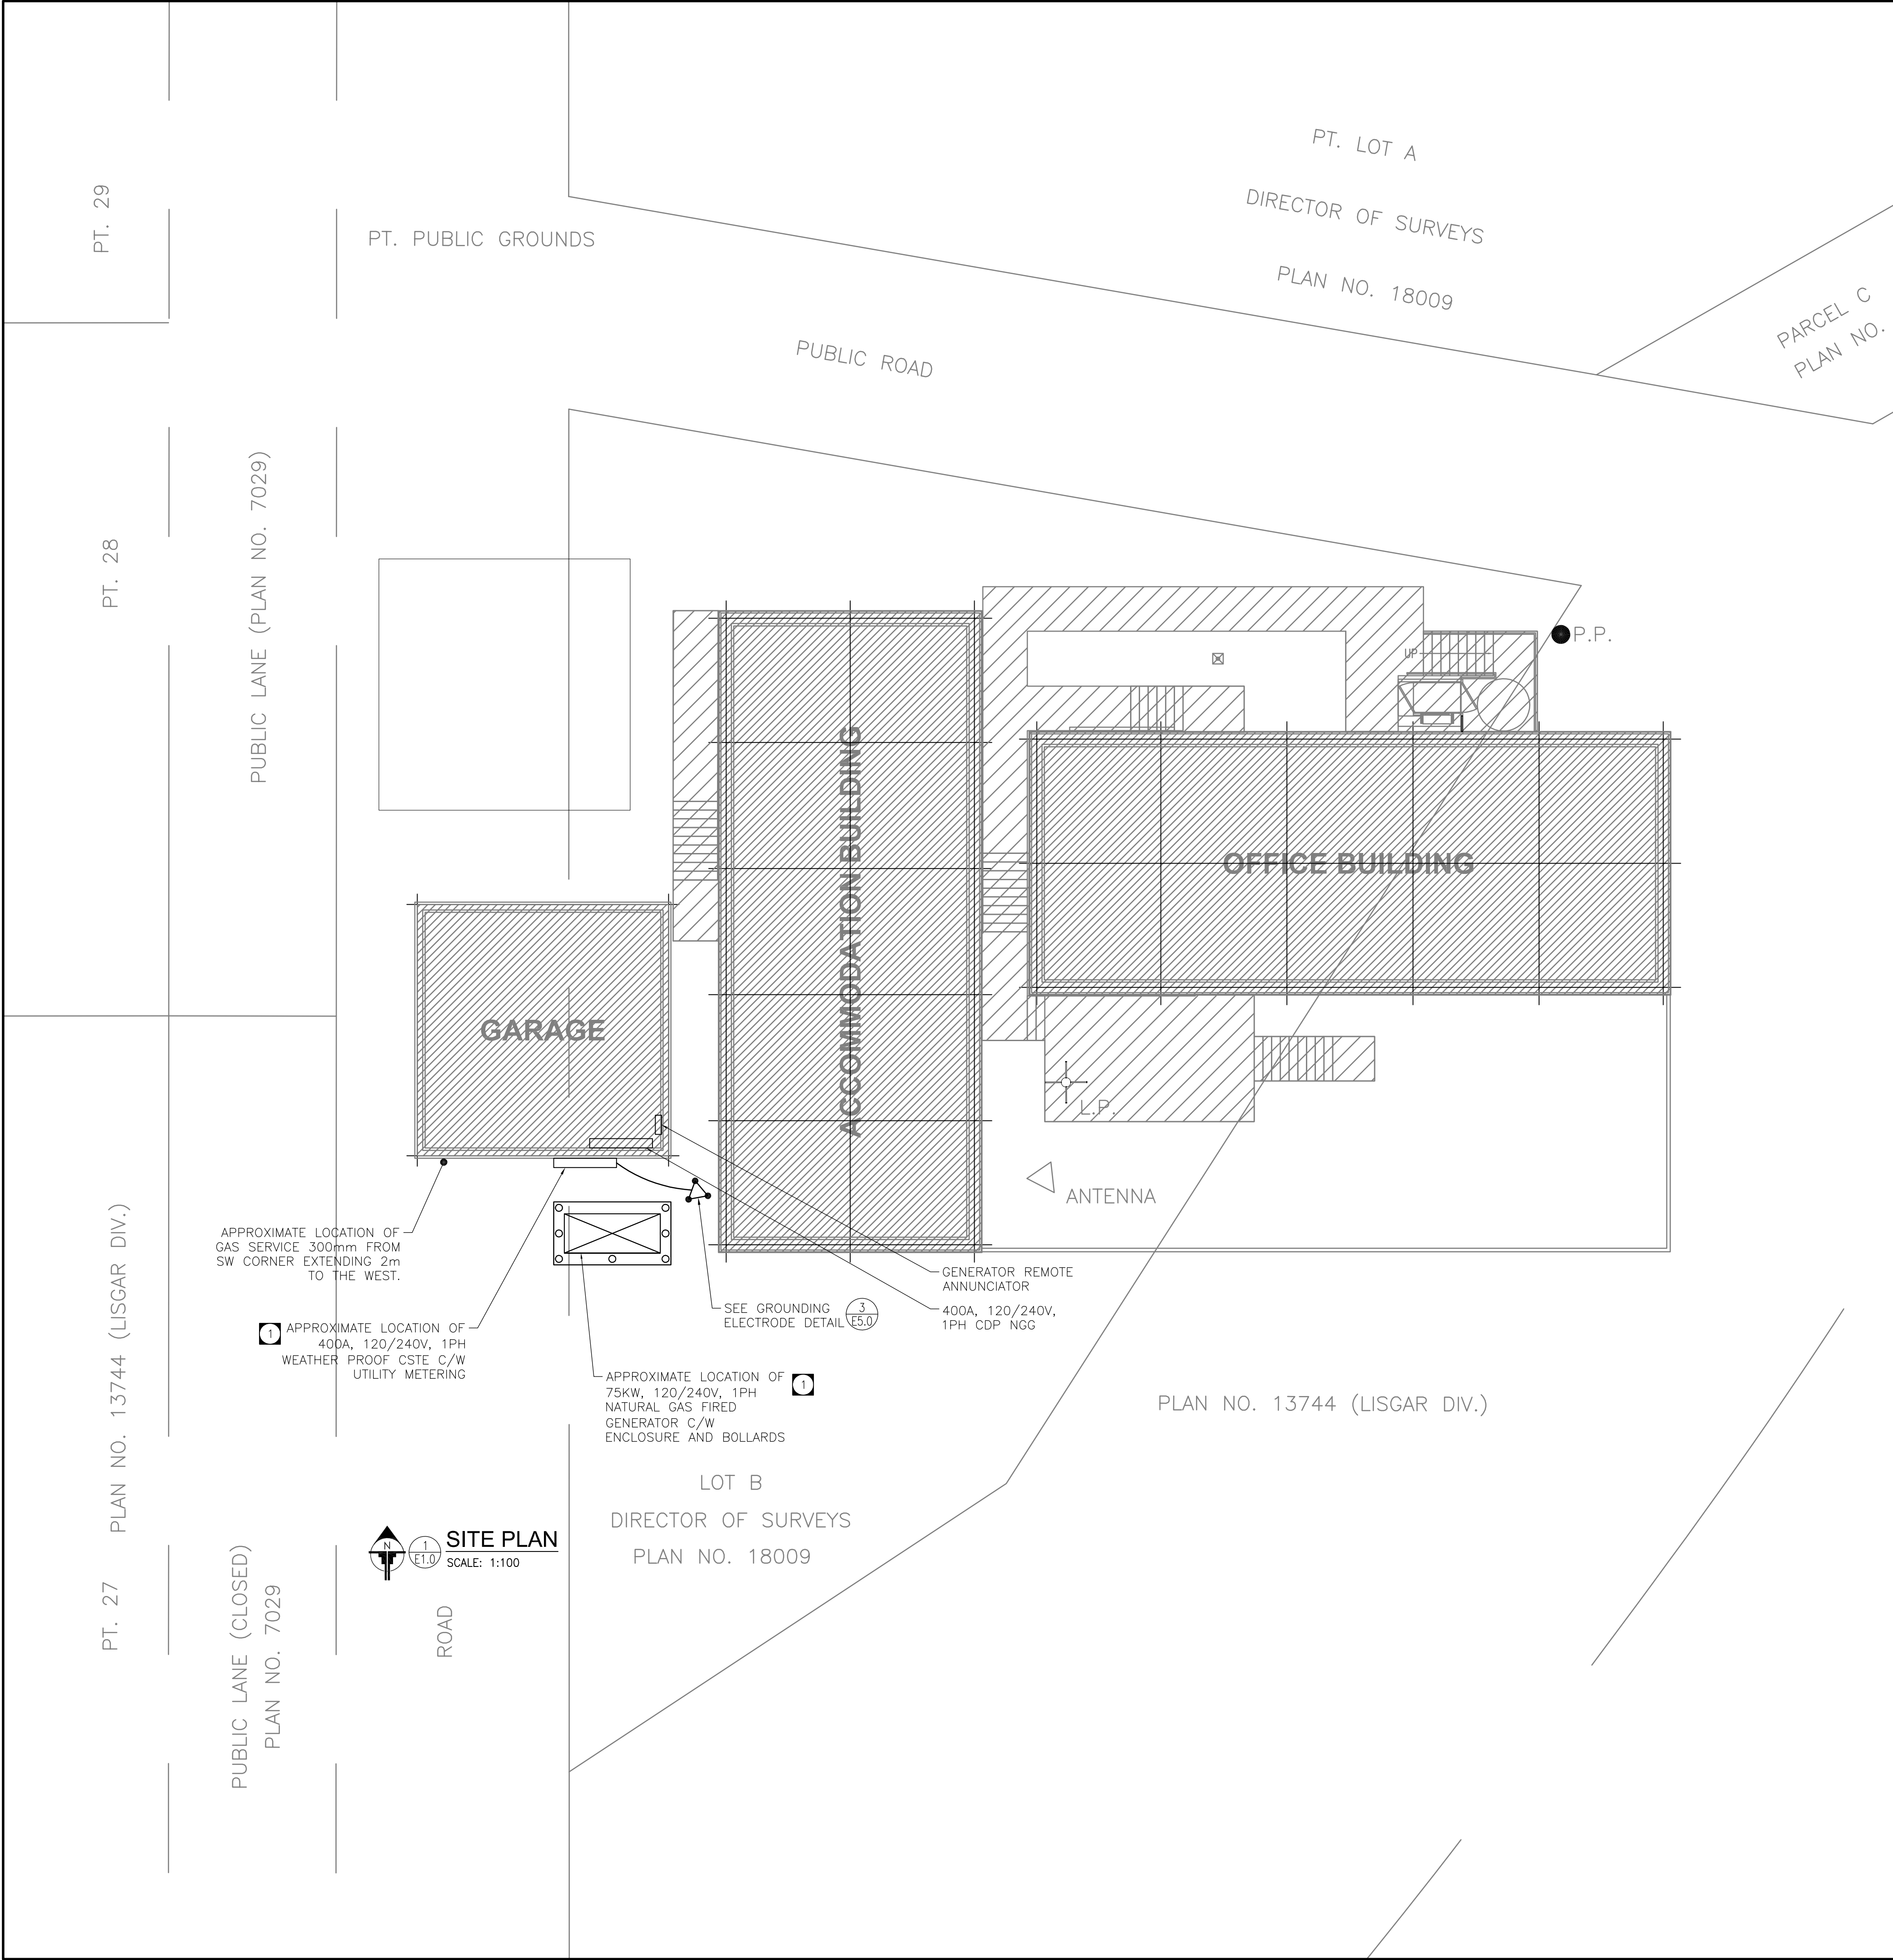 PT. LOT A
DIRECTOR OF SURVEYS
PLAN NO. 18009
PARCEL C
PLAN NO.
PT. 29
PT. PUBLIC GROUNDS
PUBLIC ROAD
PUBLIC LANE (PLAN NO. 7029)
PT. 28
P.P.
UP
ACCOMMODATION BUILDING
OFFICE BUILDING
GARAGE
L.P.
ANTENNA
APPROXIMATE LOCATION OF
GAS SERVICE 300mm FROM
SW CORNER EXTENDING 2m
TO THE WEST.
GENERATOR REMOTE
ANNUNCIATOR
400A, 120/240V,
1PH CDP NGG
SEE GROUNDING
ELECTRODE DETAIL
3
E5.0
1
APPROXIMATE LOCATION OF
400A, 120/240V, 1PH
WEATHER PROOF CSTE C/W
UTILITY METERING
APPROXIMATE LOCATION OF
75KW, 120/240V, 1PH
NATURAL GAS FIRED
GENERATOR C/W
ENCLOSURE AND BOLLARDS
1
PLAN NO. 13744 (LISGAR DIV.)
PLAN NO. 13744 (LISGAR DIV.)
LOT B
DIRECTOR OF SURVEYS
PLAN NO. 18009
N
1
E1.0
SITE PLAN
SCALE: 1:100
PT. 27
PUBLIC LANE (CLOSED)
PLAN NO. 7029
ROAD